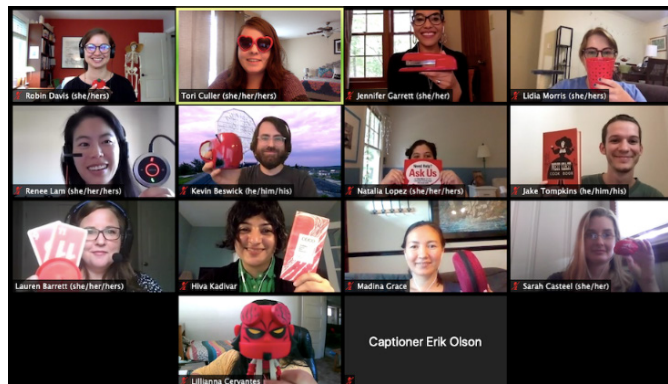 Robin Davis (she/hers)
Tori Culler (she/her/hers)
Jennifer Garrett (she/her)
Lidia Morris (she/hers)
Renee Lam (she/her/hers)
Kevin Beswick (he/him/his)
Ask Us
Natalia Lopez (she/her/hers)
WEST COAST
Jake Tompkins (he/him/his)
Lauren Barrett (she/her/hers)
Hiva Kadivar
Madina Grace
Sarah Casteel (she/her)
Lillianna Cervantes
Captioner Erik Olson